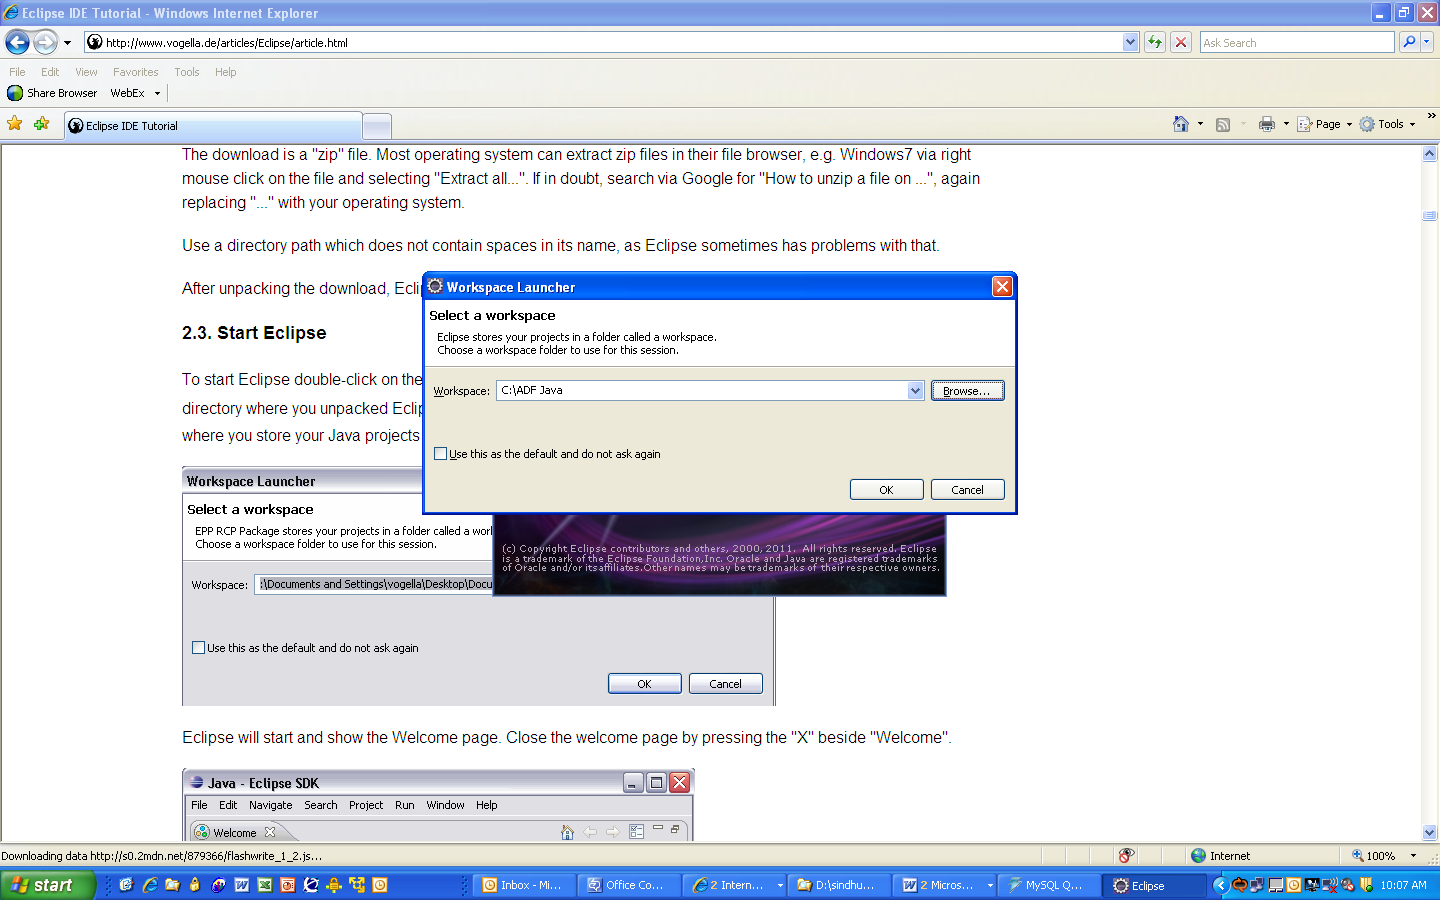 Eclipse IDE Tutorial - Windows Internet Explorer
http://www.vogella.de/articles/Eclipse/article.html
Ask Search
File Edit View Favorites Tools Help
Share Browser WebEx
Eclipse IDE Tutorial
Page Tools
The download is a "zip" file. Most operating system can extract zip files in their file browser, e.g. Windows7 via right
mouse click on the file and selecting "Extract all...". If in doubt, search via Google for "How to unzip a file on ...", again
replacing "..." with your operating system.
Use a directory path which does not contain spaces in its name, as Eclipse sometimes has problems with that.
After unpacking the download, Ecli
2.3. Start Eclipse
To start Eclipse double-click on the
directory where you unpacked Eclip
where you store your Java projects
Workspace Launcher
Select a workspace
Eclipse stores your projects in a folder called a workspace.
Choose a workspace folder to use for this session.
Workspace: C:\ADF Java
Browse...
Use this as the default and do not ask again
OK Cancel
(c) Copyright Eclipse contributors and others, 2000, 2011. All rights reserved. Eclipse
is a trademark of the Eclipse Foundation,Inc. Oracle and Java are registered trademarks
of Oracle and/or itsaffiliates.Other names may be trademarks of their respective owners.
Workspace Launcher
Select a workspace
EPP RCP Package stores your projects in a folder called a worl
Choose a workspace folder to use for this session.
Workspace: :\Documents and Settings\vogella\Desktop\Docu
Use this as the default and do not ask again
OK Cancel
Eclipse will start and show the Welcome page. Close the welcome page by pressing the "X" beside "Welcome".
Java - Eclipse SDK
File Edit Navigate Search Project Run Window Help
Welcome
Downloading data http://s0.2mdn.net/879366/flashwrite_1_2.js...
Internet
100%
start
Inbox - Mi...
Office Co...
2 Intern...
D:\sindhu...
2 Micros...
MySQL Q...
Eclipse
10:07 AM